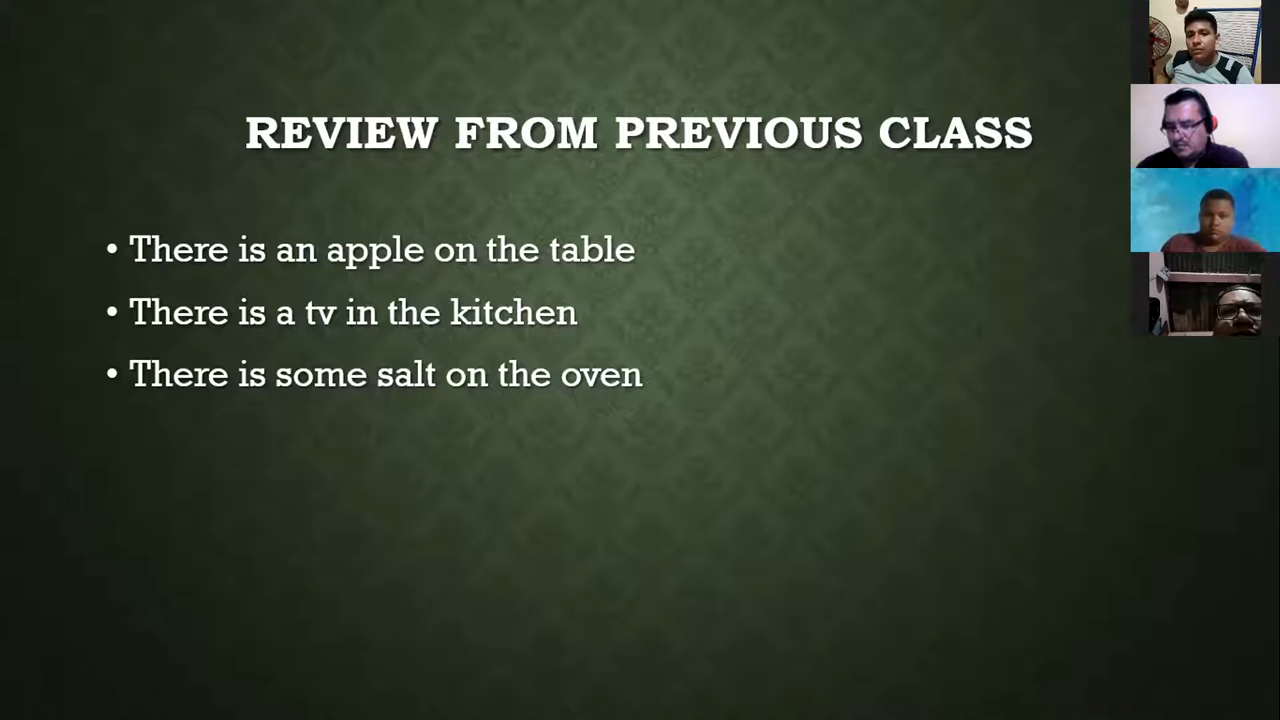 REVIEW FROM PREVIOUS CLASS
• There is an apple on the table
• There is a tv in the kitchen
• There is some salt on the oven